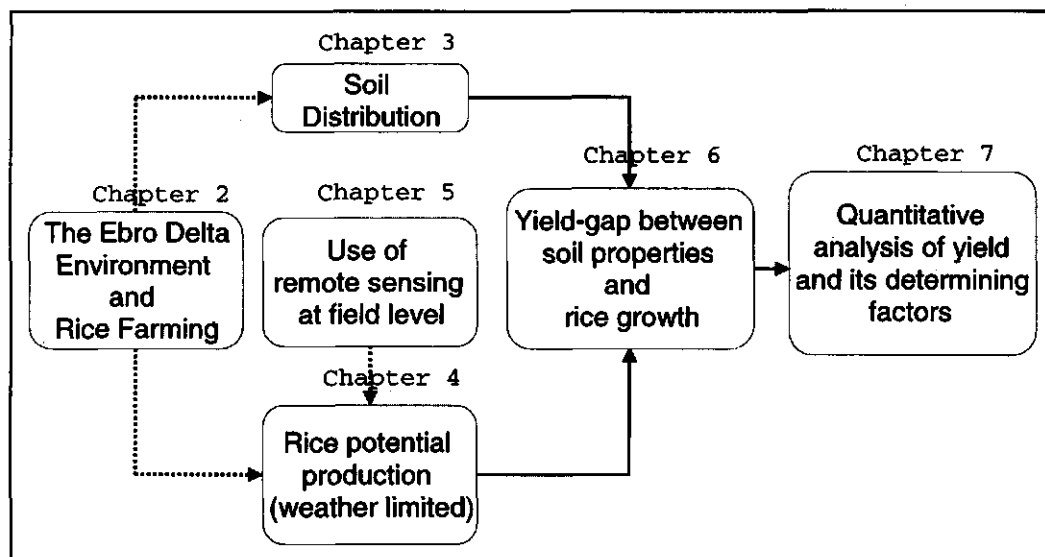 Chapter 3
Soil
Distribution
Chapter 2
The Ebro Delta
Environment
and
Rice Farming
Chapter 5
Use of
remote sensing
at field level
Chapter 4
Rice potential
production
(weather limited)
Chapter 6
Yield-gap between
soil properties
and
rice growth
Chapter 7
Quantitative
analysis of yield
and its determining
factors